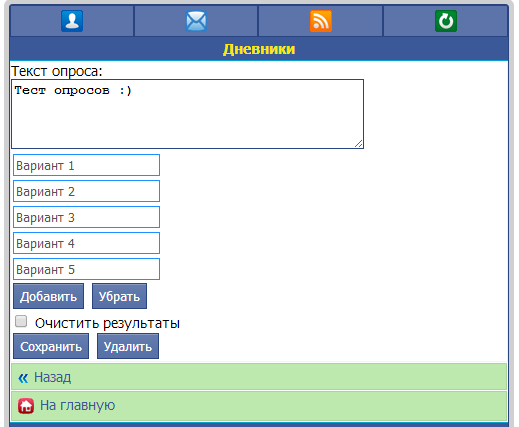 Дневники
Текст опроса:
Тест опросов :)
Вариант 1
Вариант 2
Вариант 3
Вариант 4
Вариант 5
Добавить Убрать
Очистить результаты
Сохранить Удалить
« Назад
На главную